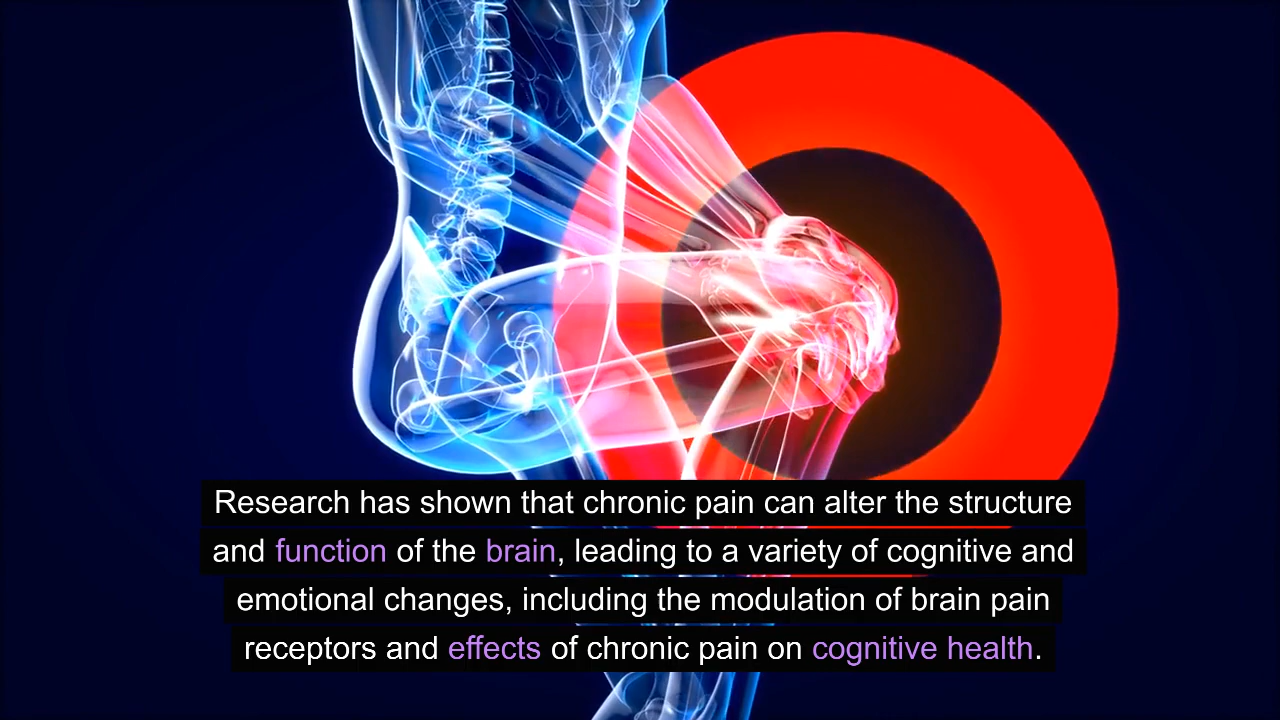 Research has shown that chronic pain can alter the structure
and function of the brain, leading to a variety of cognitive and
emotional changes, including the modulation of brain pain
receptors and effects of chronic pain on cognitive health.